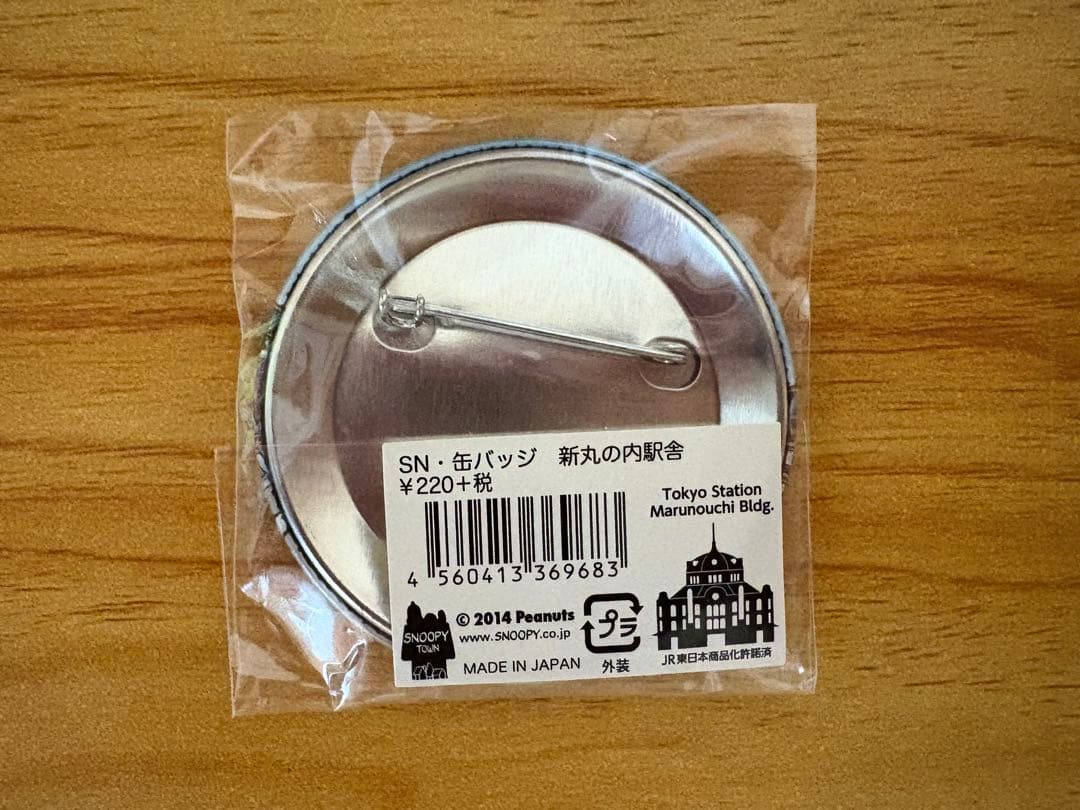 SN・缶バッジ　新丸の内駅舎
¥220+税
Tokyo Station
Marunouchi Bldg.
4 560413 369683
SNOOPY
TOWN
© 2014 Peanuts
www.SNOOPY.co.jp
MADE IN JAPAN
プラ
外装
JR東日本商品化許諾済